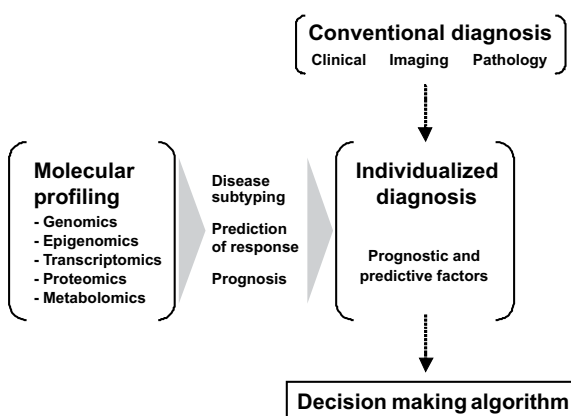 Conventional diagnosis
Clinical Imaging Pathology
Molecular
profiling
- Genomics
- Epigenomics
- Transcriptomics
- Proteomics
- Metabolomics
Disease
subtyping
Prediction
of response
Prognosis
Individualized
diagnosis
Prognostic and
predictive factors
Decision making algorithm